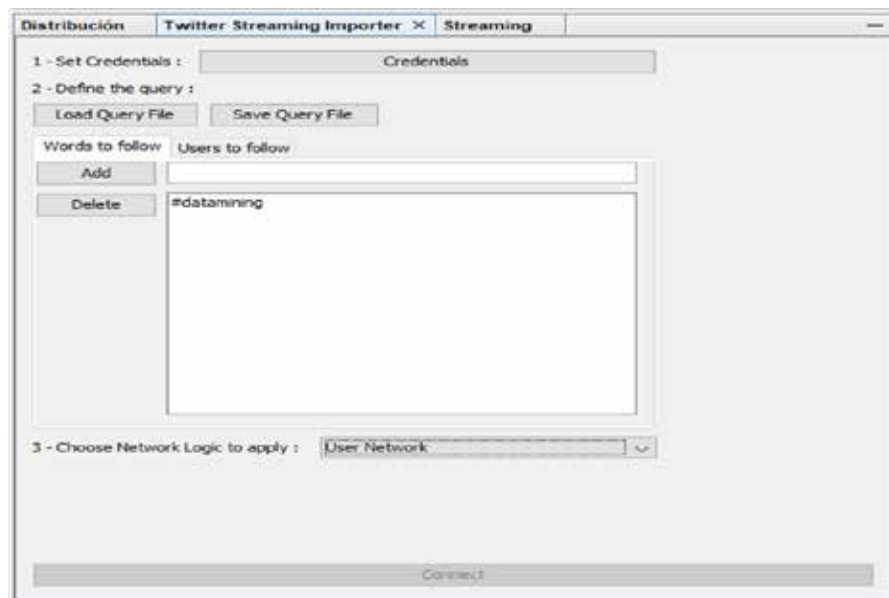 Distribución Twitter Streaming Importer × Streaming
1 - Set Credentials : Credentials
2 - Define the query :
Load Query File Save Query File
Words to follow Users to follow
Add
Delete #datamining
3 - Choose Network Logic to apply : User Network
Connect